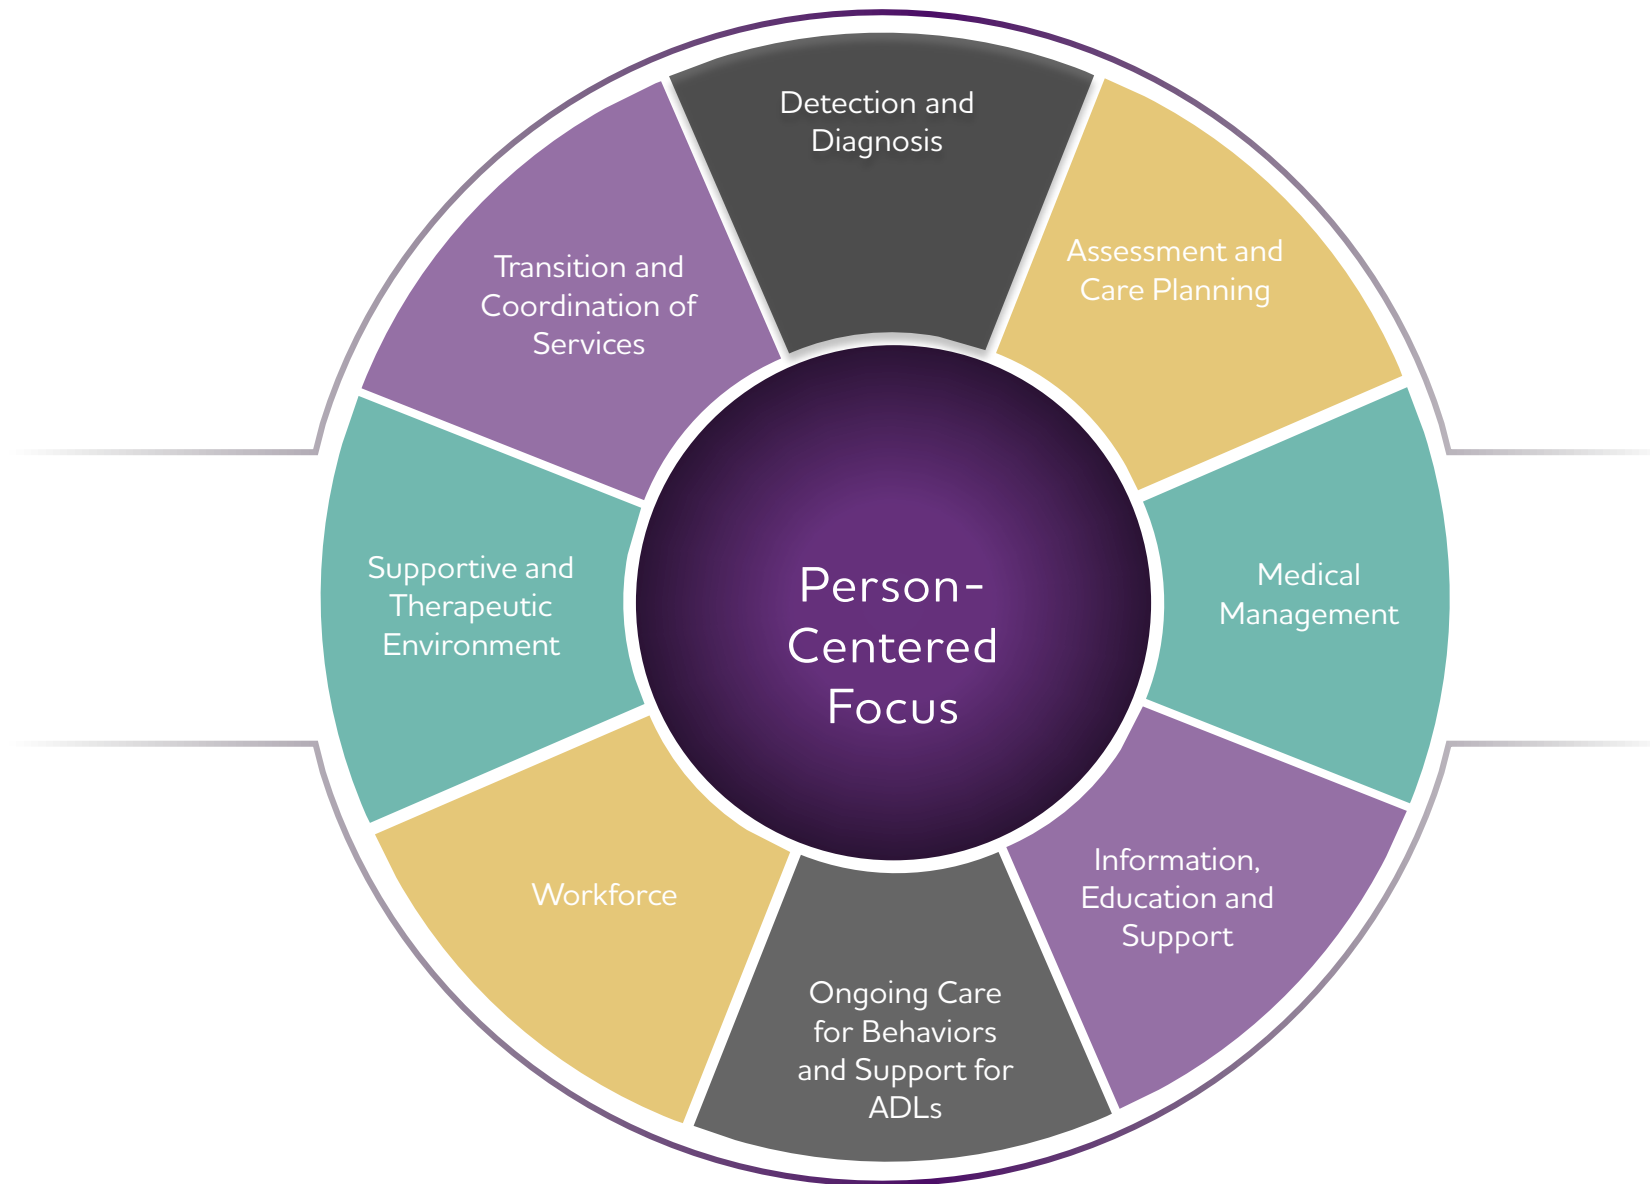 Detection and
Diagnosis
Assessment and
Care Planning
Transition and
Coordination of
Services
Supportive and
Therapeutic
Environment
Person-
Centered
Focus
Medical
Management
Information,
Education and
Support
Workforce
Ongoing Care
for Behaviors
and Support for
ADLs